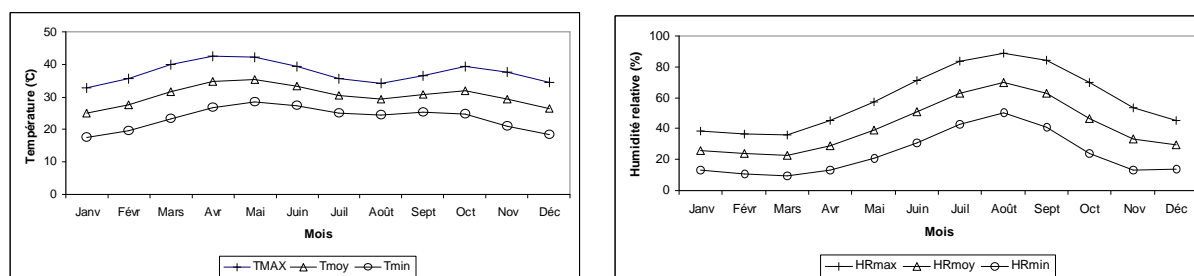 Température (°C)
50
40
30
20
10
0
Janv Févr Mars Avr Mai Juin Juil Août Sept Oct Nov Déc
Mois
TMAX Tmoy Tmin
Humidité relative (%)
100
80
60
40
20
0
Janv Févr Mars Avr Mai Juin Juil Août Sept Oct Nov Déc
Mois
HRmax HRmoy HRmin